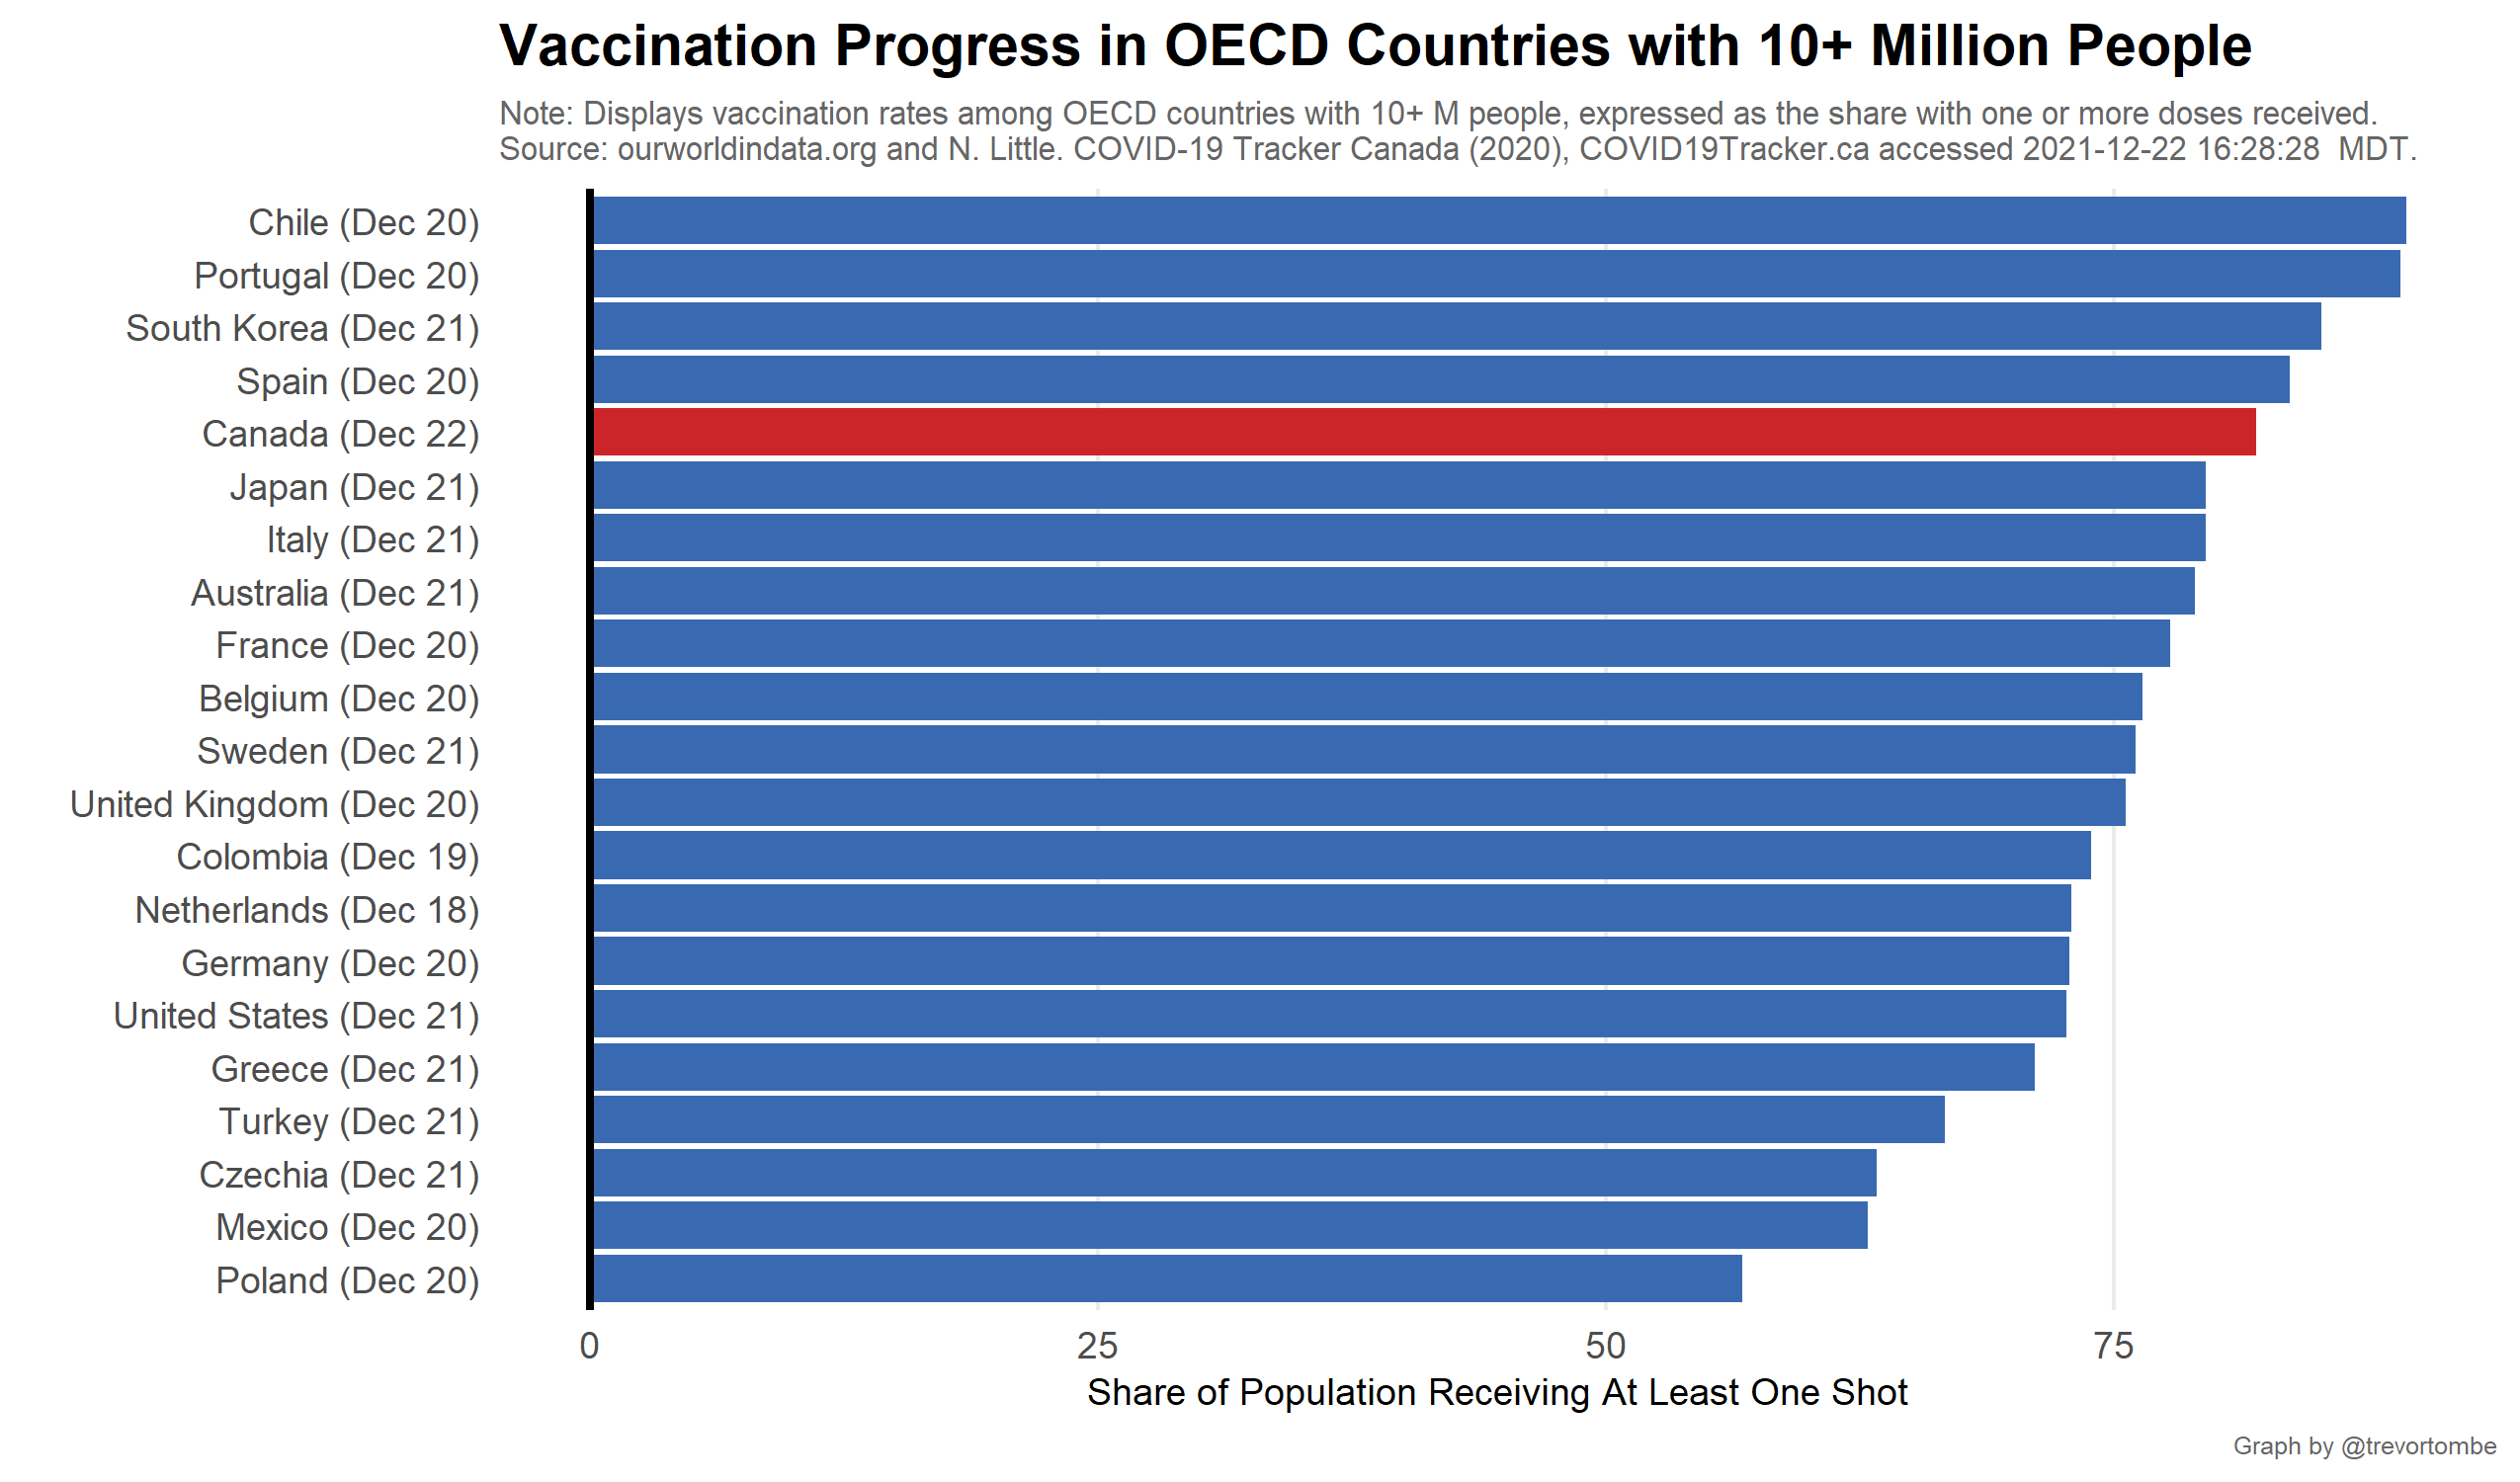 Vaccination Progress in OECD Countries with 10+ Million People
Note: Displays vaccination rates among OECD countries with 10+ M people, expressed as the share with one or more doses received.
Source: ourworldindata.org and N. Little. COVID-19 Tracker Canada (2020), COVID19Tracker.ca accessed 2021-12-22 16:28:28  MDT.
Chile (Dec 20)
Portugal (Dec 20)
South Korea (Dec 21)
Spain (Dec 20)
Canada (Dec 22)
Japan (Dec 21)
Italy (Dec 21)
Australia (Dec 21)
France (Dec 20)
Belgium (Dec 20)
Sweden (Dec 21)
United Kingdom (Dec 20)
Colombia (Dec 19)
Netherlands (Dec 18)
Germany (Dec 20)
United States (Dec 21)
Greece (Dec 21)
Turkey (Dec 21)
Czechia (Dec 21)
Mexico (Dec 20)
Poland (Dec 20)
0 25 50 75
Share of Population Receiving At Least One Shot
Graph by @trevortombe